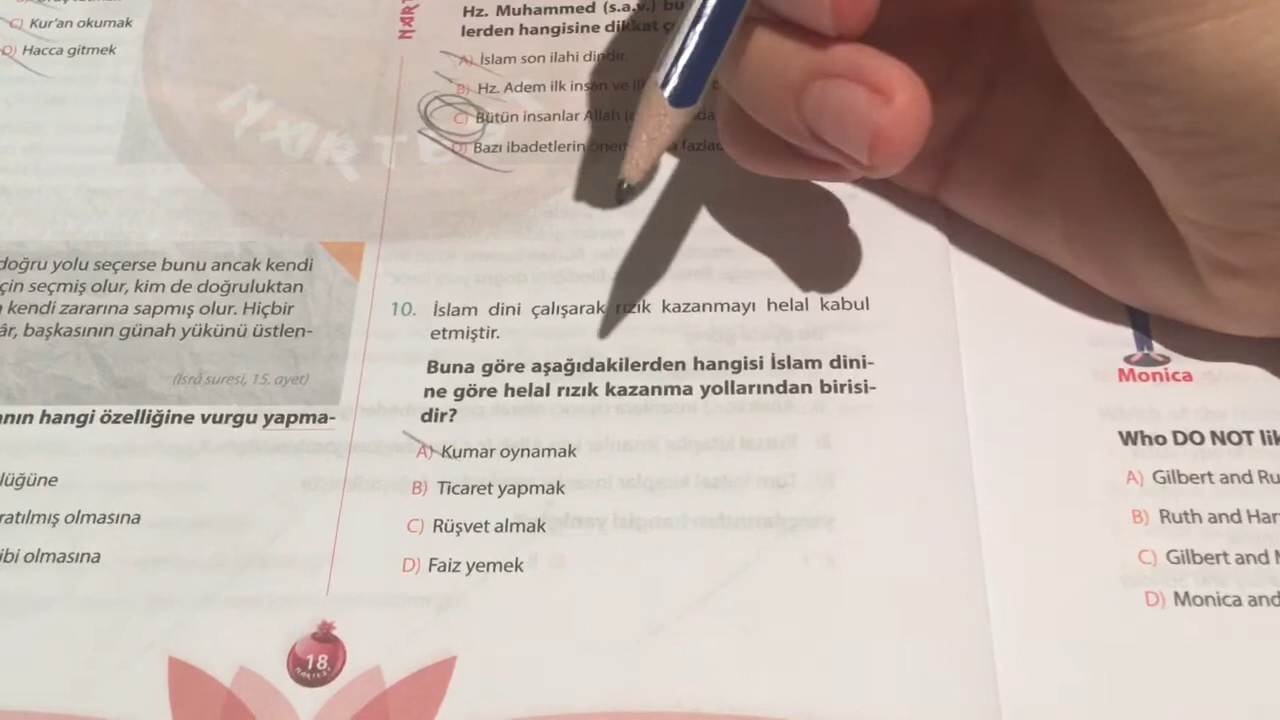 C) Kur'an okumak
D) Hacca gitmek
doğru yolu seçerse bunu ancak kendi
çin seçmiş olur, kim de doğruluktan
kendi zararına sapmış olur. Hiçbir
âr, başkasının günah yükünü üstlen-
(İsrâ suresi, 15. ayet)
nın hangi özelliğine vurgu yapma-
lüğüne
ratılmış olmasına
ibi olmasına
Hz. Muhammed (s.a.v.) bu
lerden hangisine dikkat ç
A) İslam son ilahi dindir.
B) Hz. Adem ilk insan ve il
C) Bütün insanlar Allah
D) Bazı ibadetlerin önem fazlad
10. İslam dini çalışarak rızık kazanmayı helal kabul
etmiştir.
Buna göre aşağıdakilerden hangisi İslam dini-
ne göre helal rızık kazanma yollarından birisi-
dir?
A) Kumar oynamak
B) Ticaret yapmak
C) Rüşvet almak
D) Faiz yemek
18
Monica
Who DO NOT lik
A) Gilbert and Ru
B) Ruth and Har
C) Gilbert and
D) Monica and